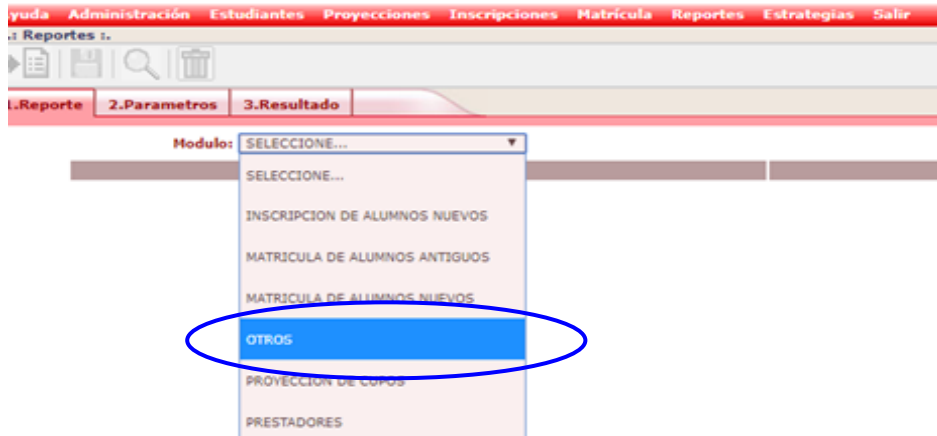 yuda Administración Estudiantes Proyecciones Inscripciones Matrícula Reportes Estrategias Salir
.: Reportes :.
1.Reporte 2.Parametros 3.Resultado
Modulo: SELECCIONE...
SELECCIONE...
INSCRIPCION DE ALUMNOS NUEVOS
MATRICULA DE ALUMNOS ANTIGUOS
MATRICULA DE ALUMNOS NUEVOS
OTROS
PROYECCION DE CUPOS
PRESTADORES